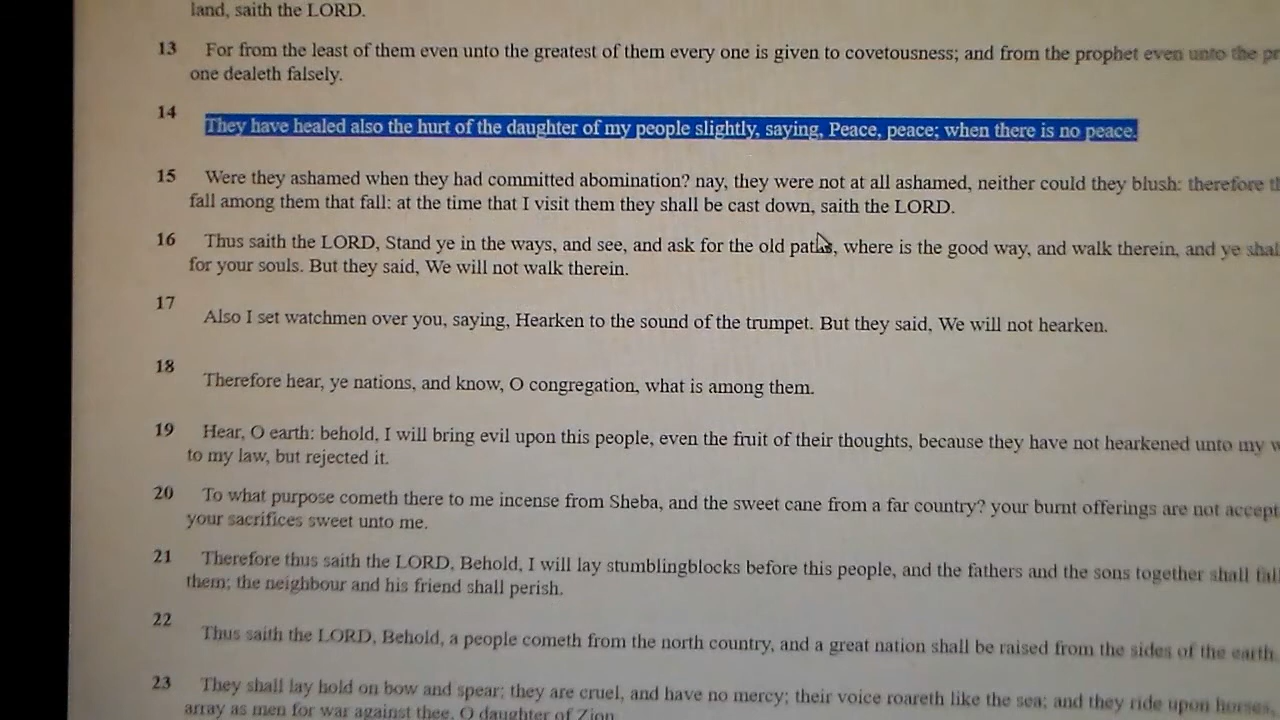 land, saith the LORD.
13 For from the least of them even unto the greatest of them every one is given to covetousness; and from the prophet even unto the
one dealeth falsely.
14 They have healed also the hurt of the daughter of my people slightly, saying, Peace, peace; when there is no peace.
15 Were they ashamed when they had committed abomination? nay, they were not at all ashamed, neither could they blush: therefore
fall among them that fall: at the time that I visit them they shall be cast down, saith the LORD.
16 Thus saith the LORD, Stand ye in the ways, and see, and ask for the old paths, where is the good way, and walk therein, and ye
for your souls. But they said, We will not walk therein.
17 Also I set watchmen over you, saying, Hearken to the sound of the trumpet. But they said, We will not hearken.
18 Therefore hear, ye nations, and know, O congregation, what is among them.
19 Hear, O earth: behold, I will bring evil upon this people, even the fruit of their thoughts, because they have not hearkened unto my
to my law, but rejected it.
20 To what purpose cometh there to me incense from Sheba, and the sweet cane from a far country? your burnt offerings are not
your sacrifices sweet unto me.
21 Therefore thus saith the LORD, Behold, I will lay stumblingblocks before this people, and the fathers and the sons together shall
them; the neighbour and his friend shall perish.
22 Thus saith the LORD, Behold, a people cometh from the north country, and a great nation shall be raised from the sides of the earth.
23 They shall lay hold on bow and spear; they are cruel, and have no mercy; their voice roareth like the sea; and they ride upon horses,
array as men for war against thee, O daughter of Zion.